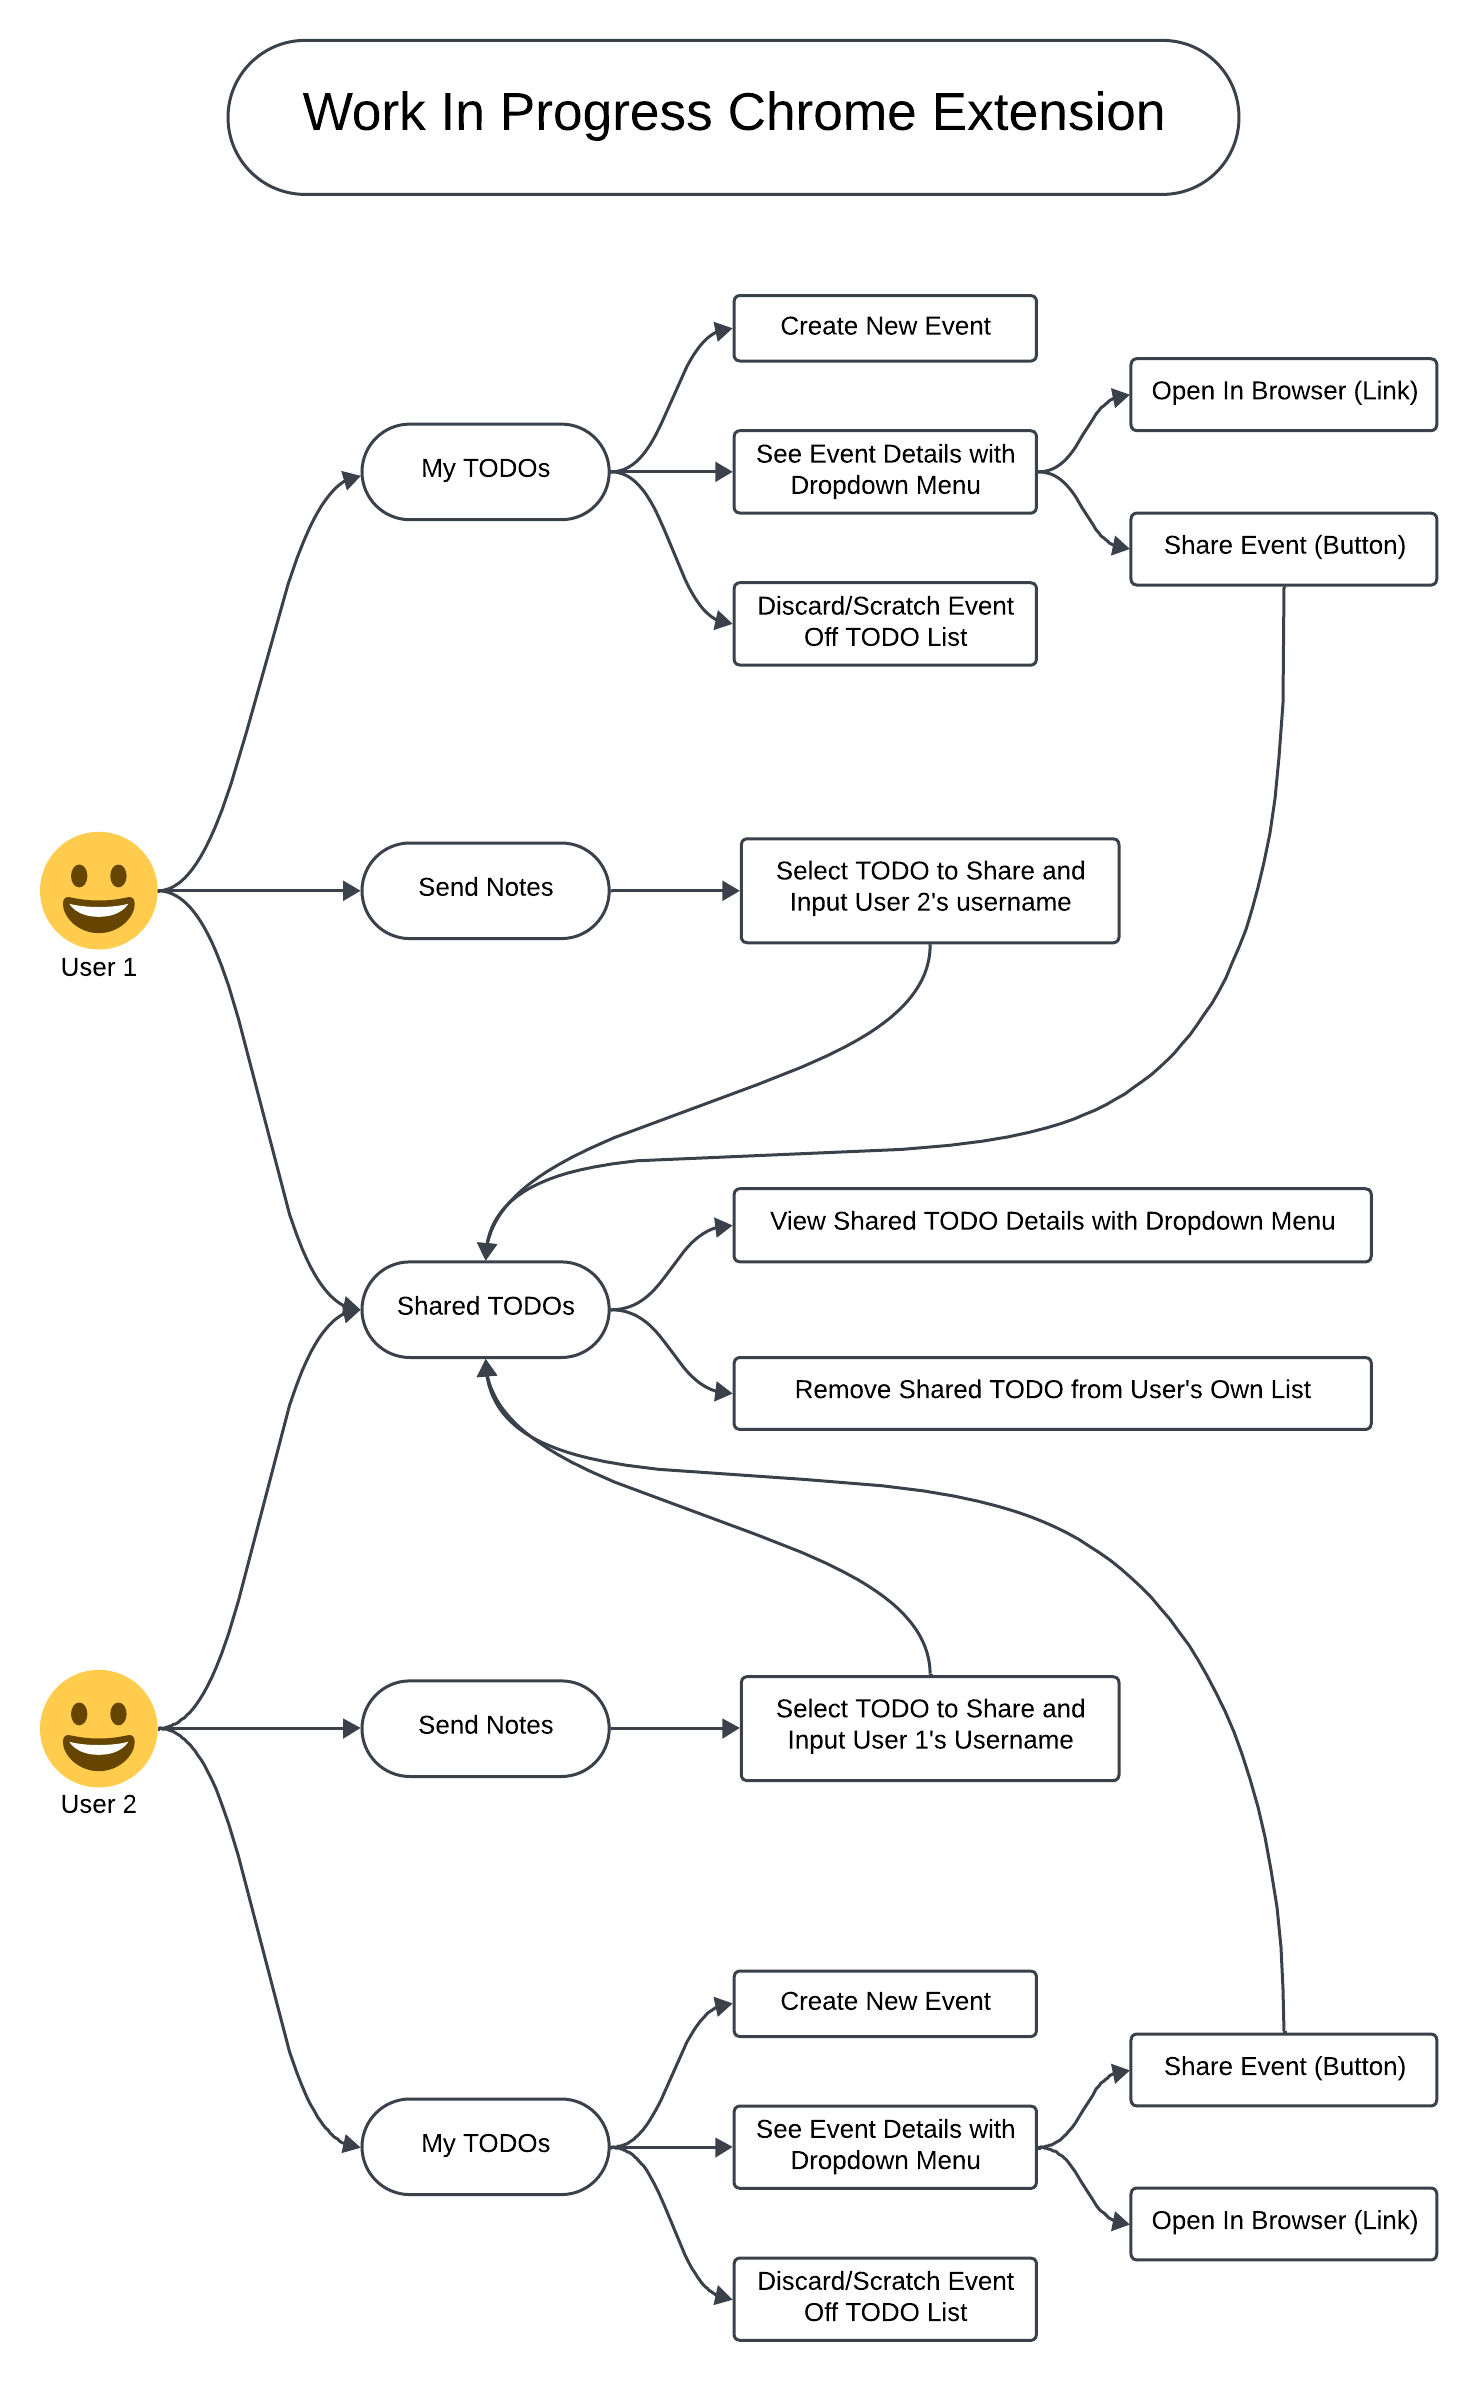 Work In Progress Chrome Extension
Create New Event
Open In Browser (Link)
My TODOs
See Event Details with
Dropdown Menu
Share Event (Button)
Discard/Scratch Event
Off TODO List
Send Notes
Select TODO to Share and
Input User 2's username
User 1
View Shared TODO Details with Dropdown Menu
Shared TODOs
Remove Shared TODO from User's Own List
Send Notes
Select TODO to Share and
Input User 1's Username
User 2
Create New Event
Share Event (Button)
My TODOs
See Event Details with
Dropdown Menu
Open In Browser (Link)
Discard/Scratch Event
Off TODO List